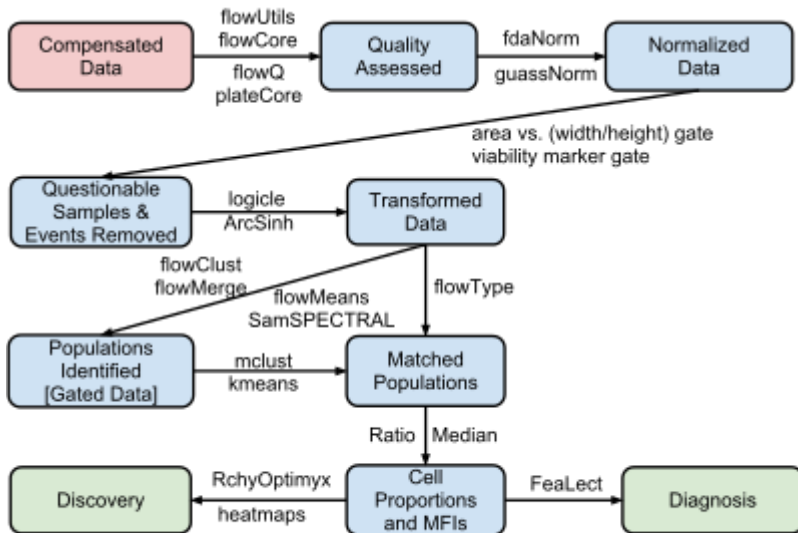 Compensated
Data
flowUtils
flowCore
flowQ
plateCore
Quality
Assessed
fdaNorm
guassNorm
Normalized
Data
area vs. (width/height) gate
viability marker gate
Questionable
Samples &
Events Removed
logicle
ArcSinh
Transformed
Data
flowClust
flowMerge
flowMeans
SamSPECTRAL
flowType
Populations
Identified
[Gated Data]
mclust
kmeans
Matched
Populations
Ratio
Median
Discovery
RchyOptimyx
heatmaps
Cell
Proportions
and MFIs
FeaLect
Diagnosis